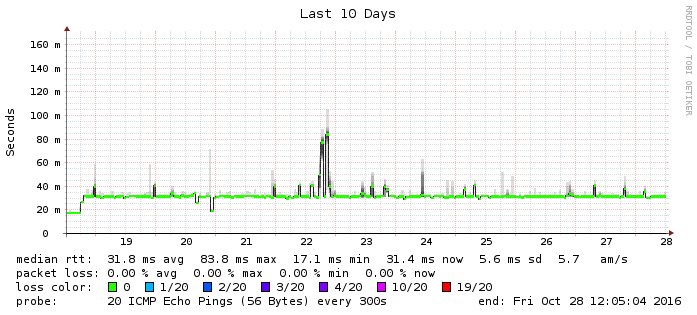 Last 10 Days
RRDTOOL / TOBI OETIKER
Seconds
160 m
140 m
120 m
100 m
80 m
60 m
40 m
20 m
0
19 20 21 22 23 24 25 26 27 28
median rtt: 31.8 ms avg 83.8 ms max 17.1 ms min 31.4 ms now 5.6 ms sd 5.7 am/s
packet loss: 0.00 % avg 0.00 % max 0.00 % min 0.00 % now
loss color: 0 1/20 2/20 3/20 4/20 10/20 19/20
probe: 20 ICMP Echo Pings (56 Bytes) every 300s end: Fri Oct 28 12:05:04 2016